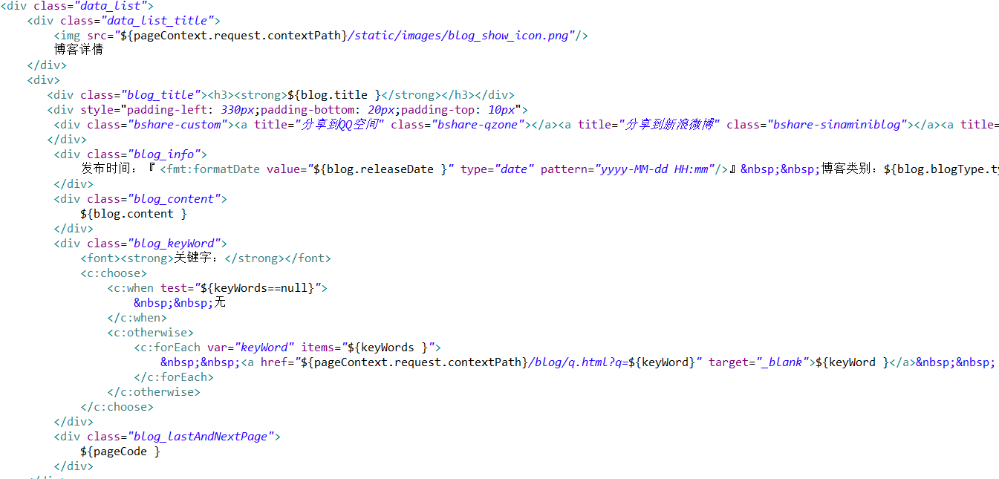 <div class="data_list">
<div class="data_list_title">
<img src="${pageContext.request.contextPath}/static/images/blog_show_icon.png"/>
博客详情
</div>
<div>
<div class="blog_title"><h3><strong>${blog.title }</strong></h3></div>
<div style="padding-left: 330px;padding-bottom: 20px;padding-top: 10px">
<div class="bshare-custom"><a title="分享到QQ空间" class="bshare-qzone"></a><a title="分享到新浪微博" class="bshare-sinaminiblog"></a><a title=
</div>
<div class="blog_info">
发布时间：『 <fmt:formatDate value="${blog.releaseDate }" type="date" pattern="yyyy-MM-dd HH:mm"/>』&nbsp;&nbsp;博客类别：${blog.blogType.ty
</div>
<div class="blog_content">
${blog.content }
</div>
<div class="blog_keyWord">
<font><strong>关键字：</strong></font>
<c:choose>
<c:when test="${keyWords==null}">
&nbsp;&nbsp;无
</c:when>
<c:otherwise>
<c:forEach var="keyWord" items="${keyWords }">
&nbsp;&nbsp;<a href="${pageContext.request.contextPath}/blog/q.html?q=${keyWord}" target="_blank">${keyWord }</a>&nbsp;&nbsp;
</c:forEach>
</c:otherwise>
</c:choose>
</div>
<div class="blog_lastAndNextPage">
${pageCode }
</div>